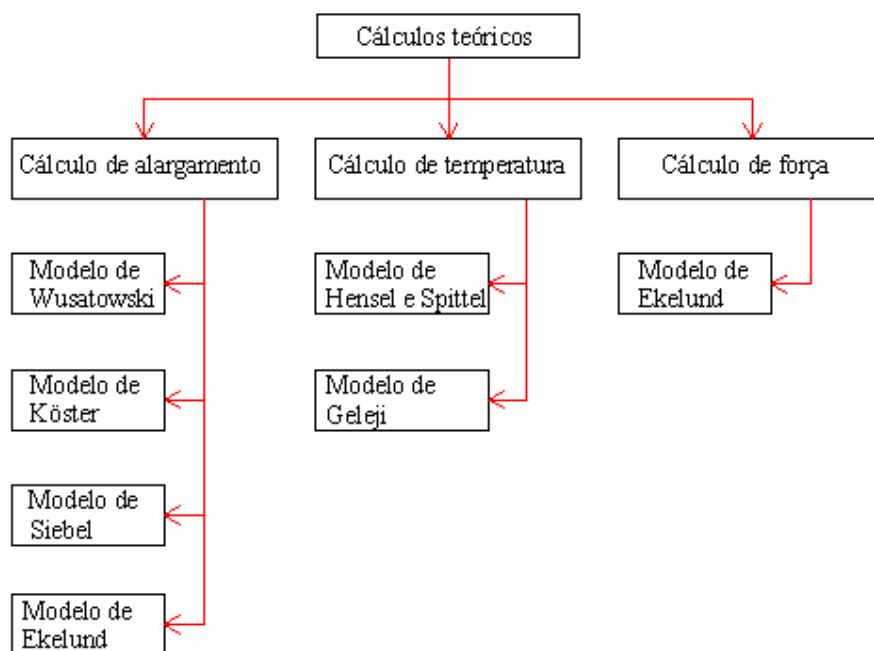 Cálculos teóricos
Cálculo de alargamento
Cálculo de temperatura
Cálculo de força
Modelo de
Wusatowski
Modelo de
Köster
Modelo de
Siebel
Modelo de
Ekelund
Modelo de
Hensel e Spittel
Modelo de
Geleji
Modelo de
Ekelund